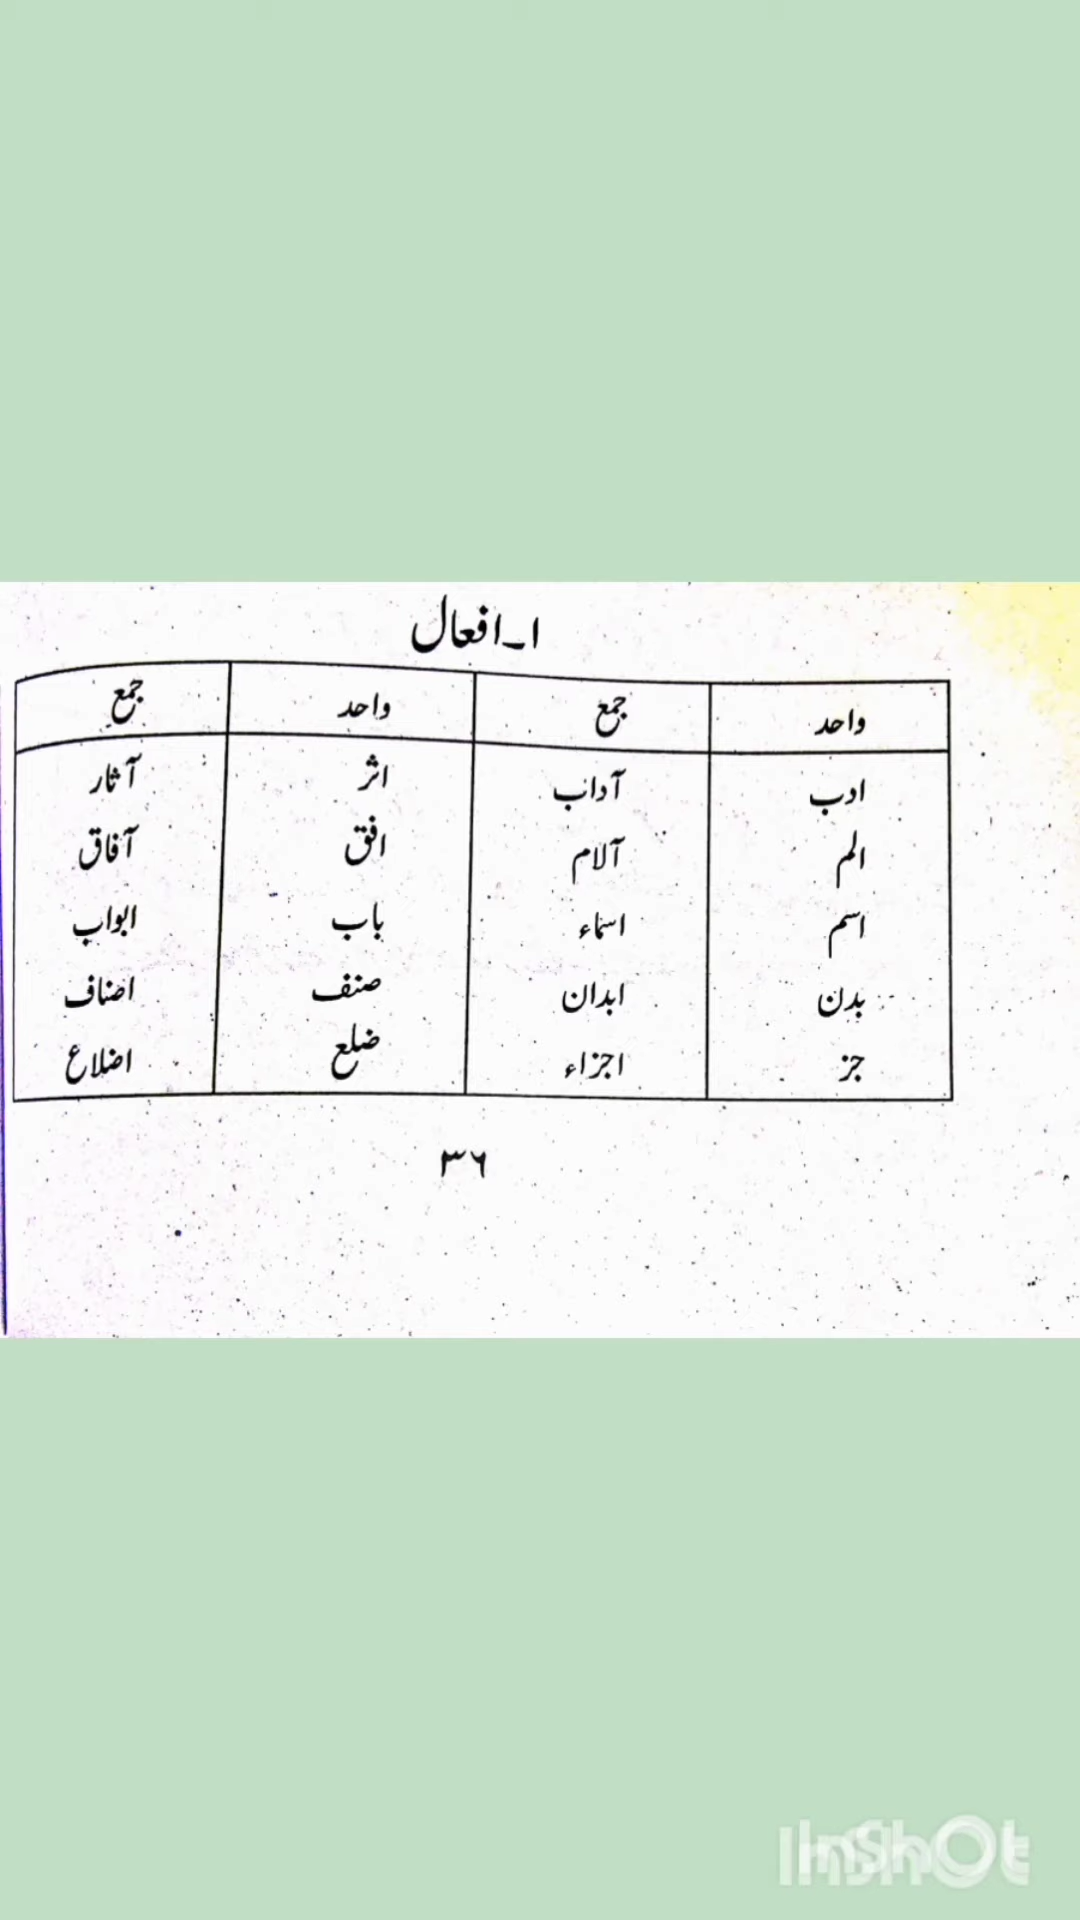 ۱۔ افعال
واحد جمع واحد جمع
ادب آداب اثر آثار
الم آلام افق آفاق
اسم اسماء باب ابواب
بدن ابدان صنف اصناف
جز اجزاء ضلع اضلاع
۳۶
InShOt